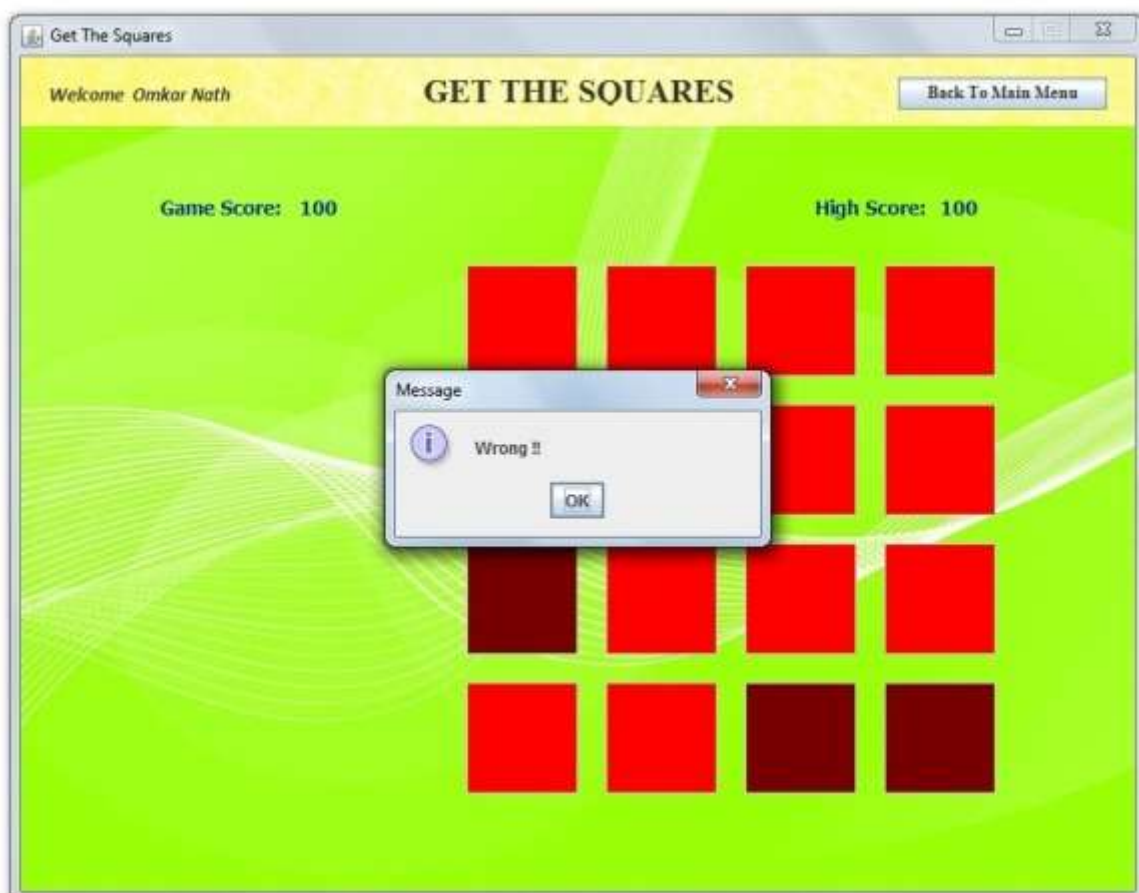 Get The Squares
Welcome Omkar Nath
GET THE SQUARES
Back To Main Menu
Game Score: 100
High Score: 100
Message
Wrong !!
OK